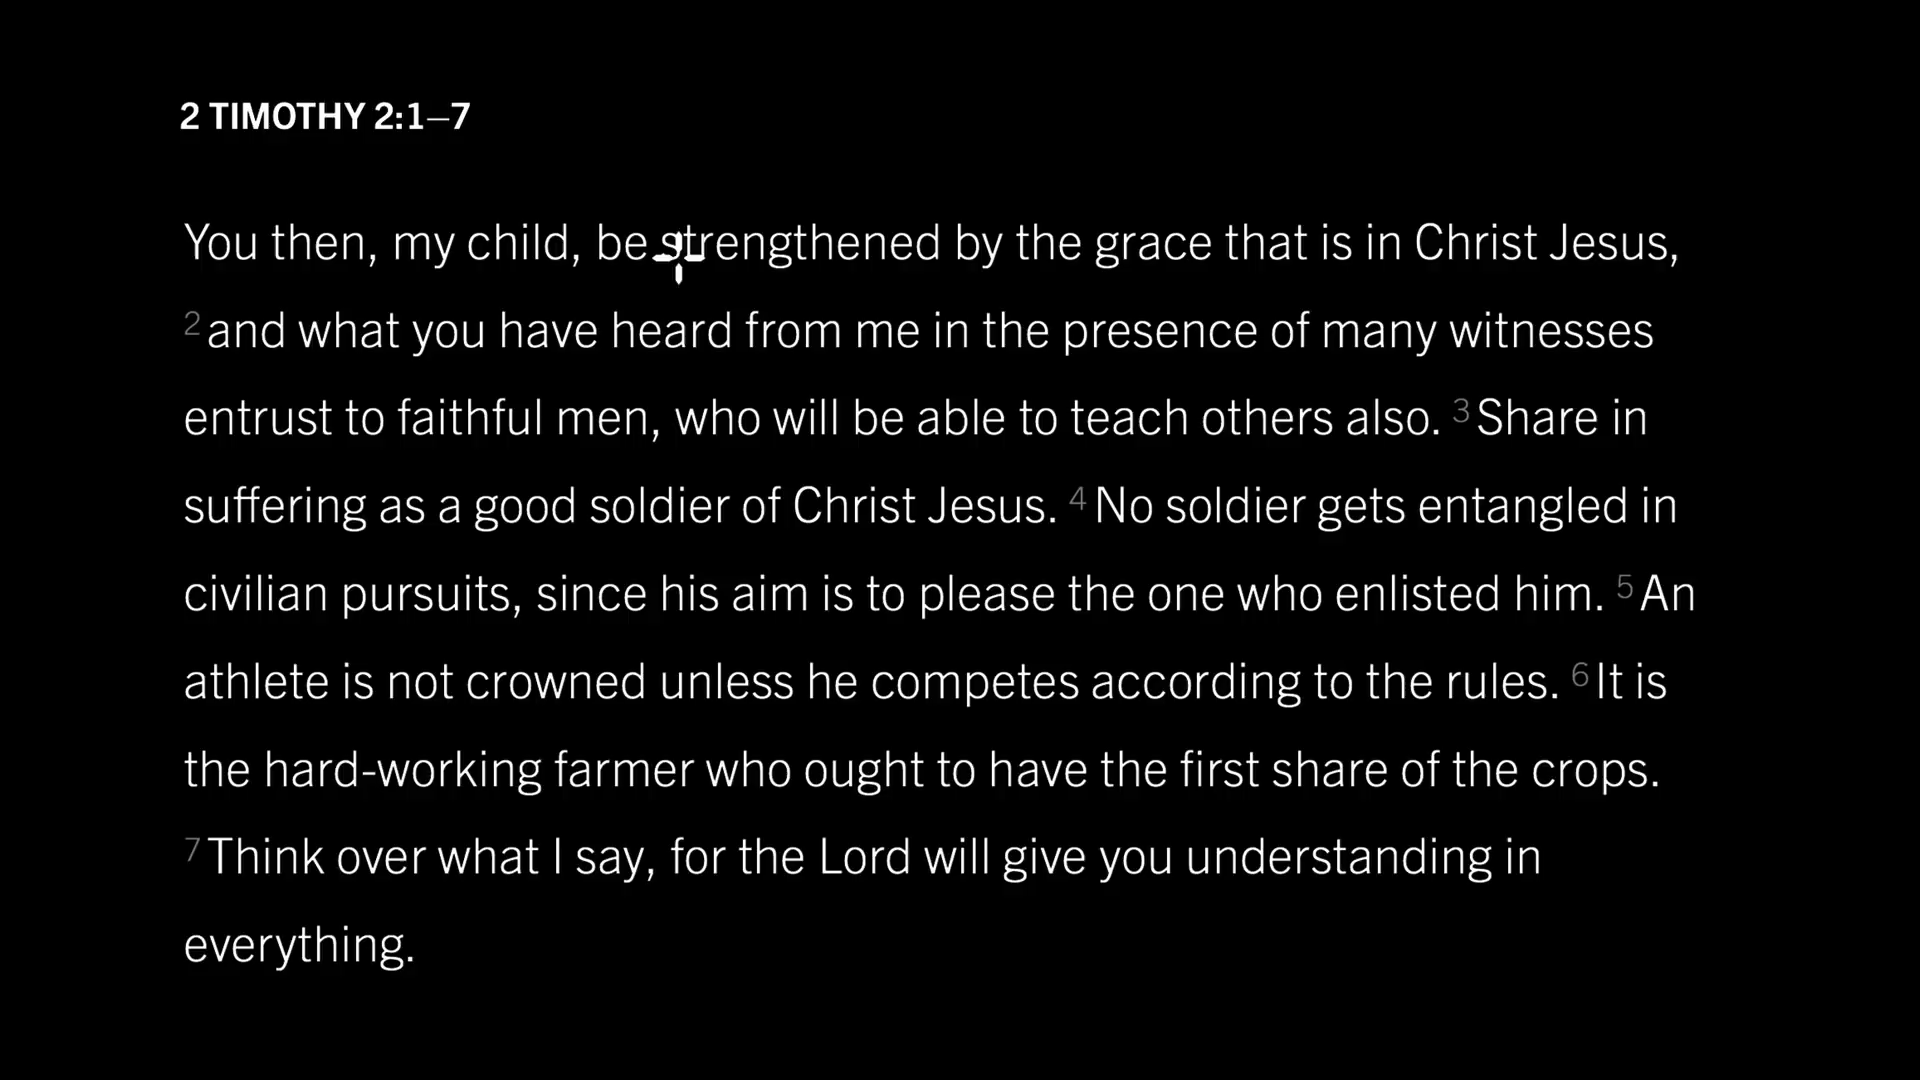 2 TIMOTHY 2:1–7
You then, my child, be strengthened by the grace that is in Christ Jesus,
2 and what you have heard from me in the presence of many witnesses
entrust to faithful men, who will be able to teach others also. 3 Share in
suffering as a good soldier of Christ Jesus. 4 No soldier gets entangled in
civilian pursuits, since his aim is to please the one who enlisted him. 5 An
athlete is not crowned unless he competes according to the rules. 6 It is
the hard-working farmer who ought to have the first share of the crops.
7 Think over what I say, for the Lord will give you understanding in
everything.